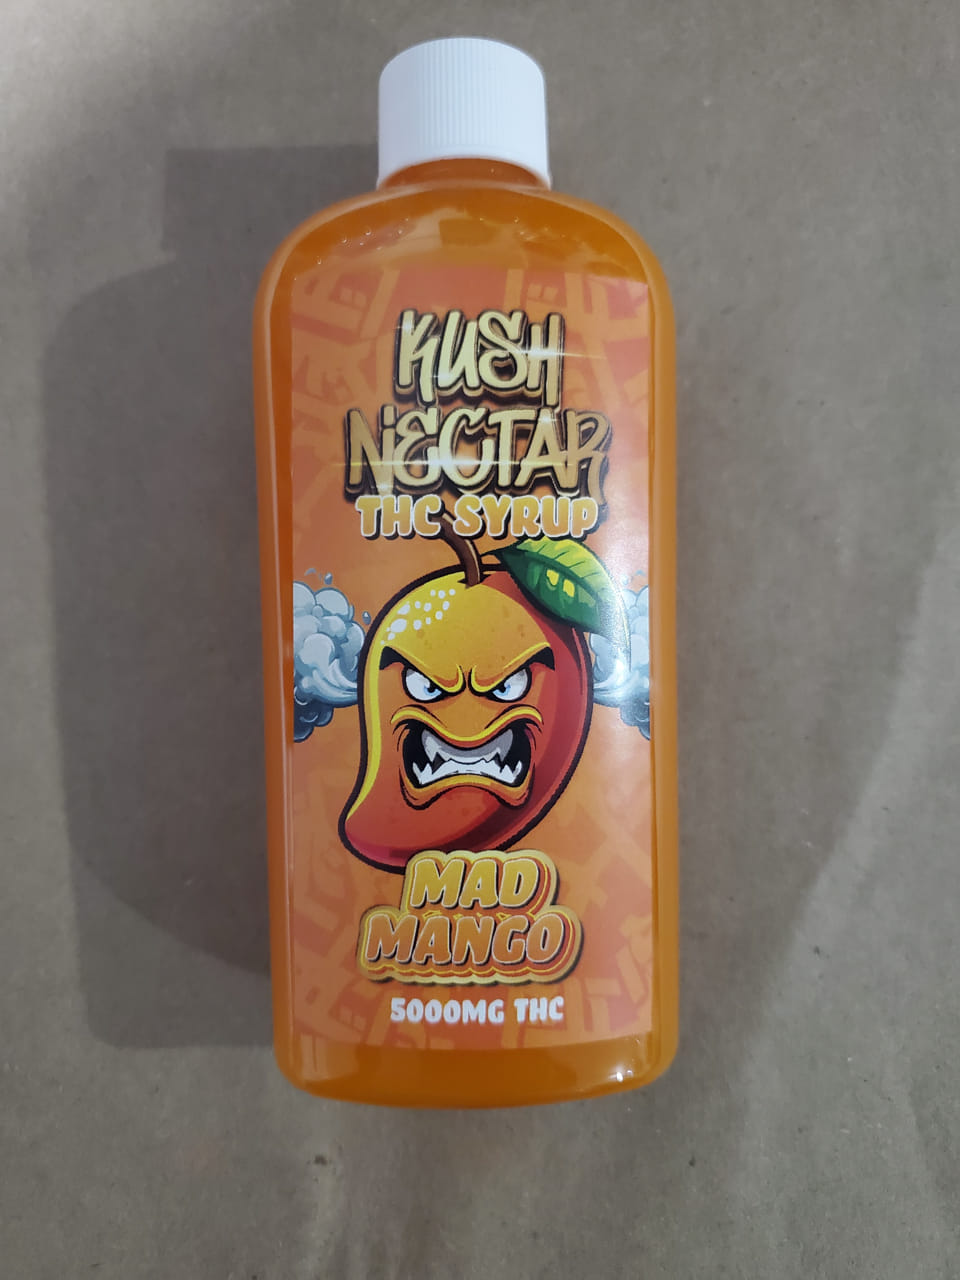 KUSH
NECTAR
THC SYRUP
MAD
MANGO
5000MG THC